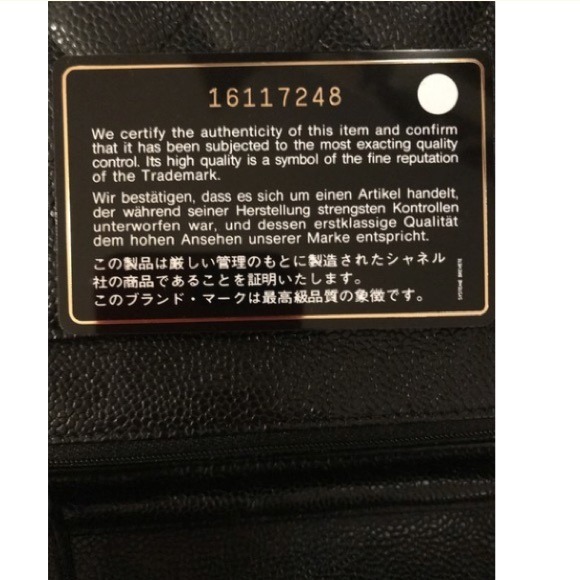 16117248
We certify the authenticity of this item and confirm
that it has been subjected to the most exacting quality
control. Its high quality is a symbol of the fine reputation
of the Trademark.
Wir bestätigen, dass es sich um einen Artikel handelt,
der während seiner Herstellung strengsten Kontrollen
unterworfen war, und dessen erstklassige Qualität
dem hohen Ansehen unserer Marke entspricht.
この製品は厳しい管理のもとに製造されたシャネル
社の商品であることを証明いたします。
このブランド・マークは最高級品質の象徴です。